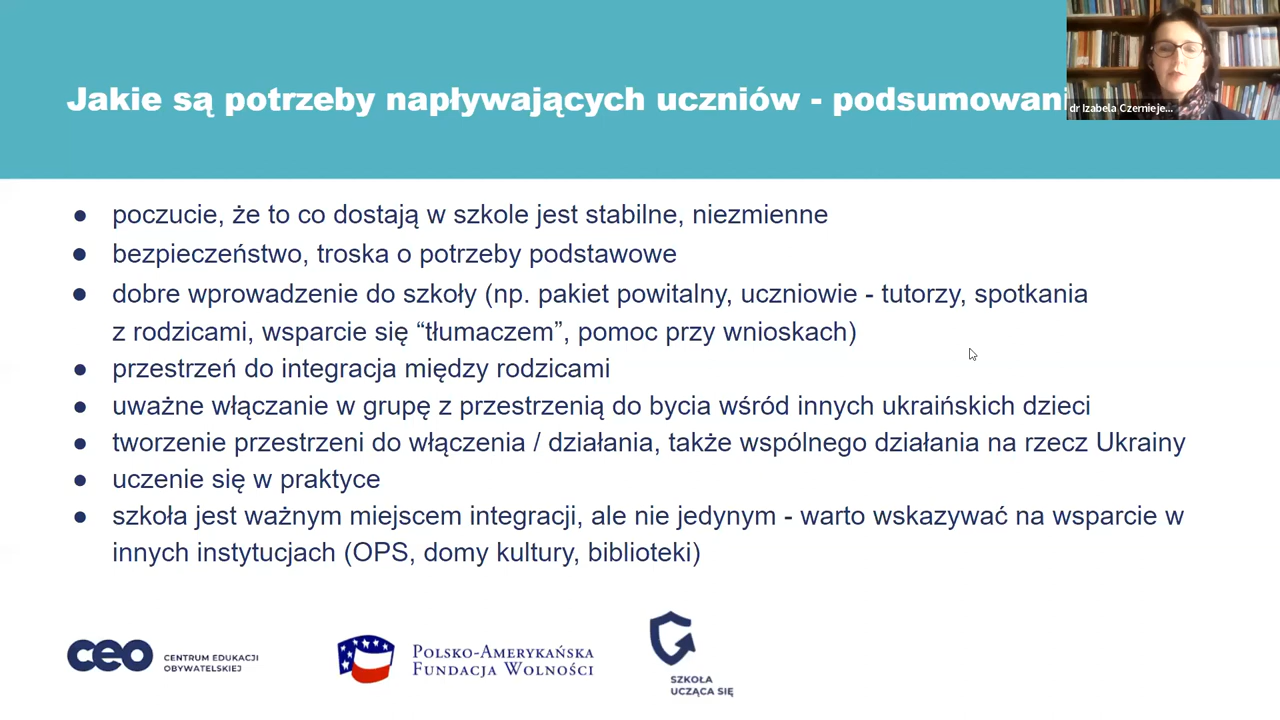 Jakie są potrzeby napływających uczniów - podsumowani
dr Izabela Czernieje...
● poczucie, że to co dostają w szkole jest stabilne, niezmienne
● bezpieczeństwo, troska o potrzeby podstawowe
● dobre wprowadzenie do szkoły (np. pakiet powitalny, uczniowie - tutorzy, spotkania
z rodzicami, wsparcie się “tłumaczem”, pomoc przy wnioskach)
● przestrzeń do integracja między rodzicami
● uważne włączanie w grupę z przestrzenią do bycia wśród innych ukraińskich dzieci
● tworzenie przestrzeni do włączenia / działania, także wspólnego działania na rzecz Ukrainy
● uczenie się w praktyce
● szkoła jest ważnym miejscem integracji, ale nie jedynym - warto wskazywać na wsparcie w
innych instytucjach (OPS, domy kultury, biblioteki)
ceo
CENTRUM EDUKACJI
OBYWATELSKIEJ
POLSKO-AMERYKAŃSKA
FUNDACJA WOLNOŚCI
SZKOŁA
UCZĄCA SIĘ